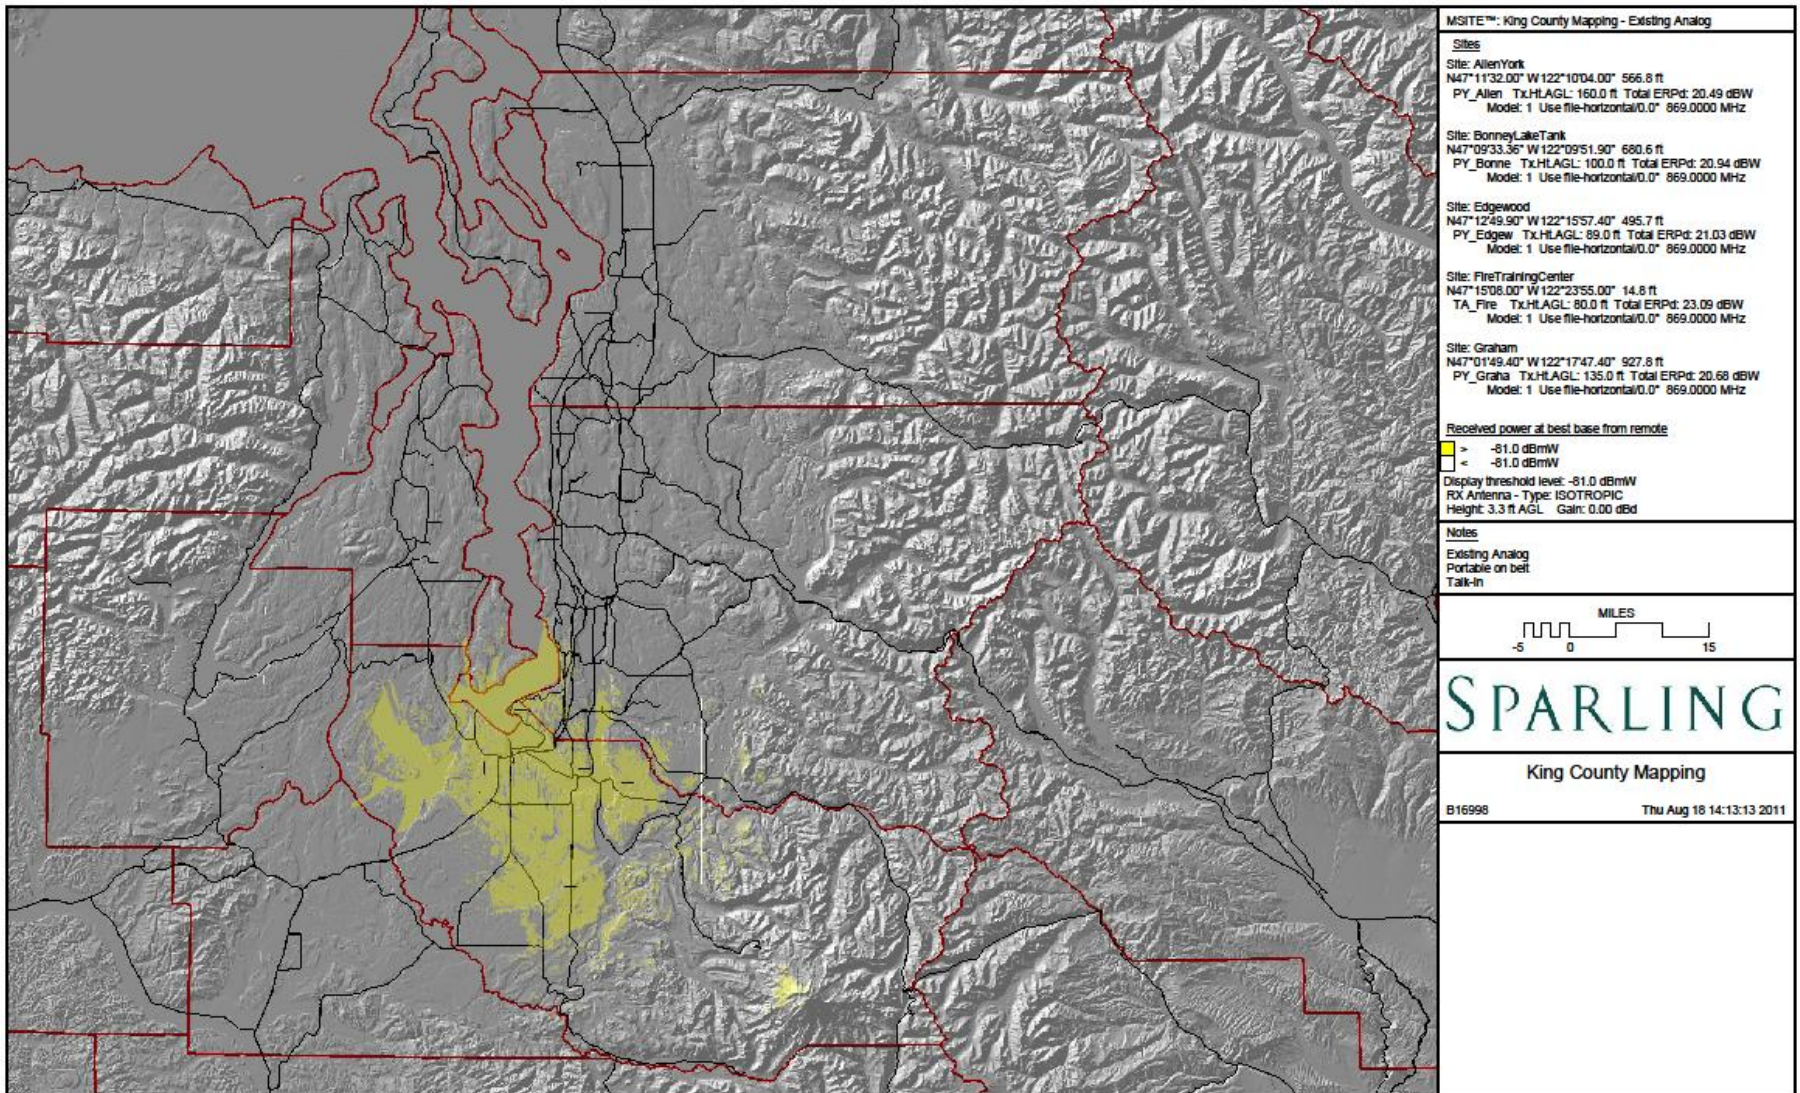 MSITE™: King County Mapping - Existing Analog
Sites
Site: AllenYork
N47°11'32.00" W122°10'04.00" 566.8 ft
PY_Allen Tx.Ht.AGL: 160.0 ft Total ERPd: 20.49 dBW
Model: 1 Use file-horizontal/0.0° 869.0000 MHz
Site: BonneyLakeTank
N47°09'33.36" W122°09'51.90" 680.6 ft
PY_Bonne Tx.Ht.AGL: 100.0 ft Total ERPd: 20.94 dBW
Model: 1 Use file-horizontal/0.0° 869.0000 MHz
Site: Edgewood
N47°12'49.90" W122°15'57.40" 495.7 ft
PY_Edgew Tx.Ht.AGL: 89.0 ft Total ERPd: 21.03 dBW
Model: 1 Use file-horizontal/0.0° 869.0000 MHz
Site: FireTrainingCenter
N47°15'08.00" W122°23'55.00" 14.8 ft
TA_Fire Tx.Ht.AGL: 80.0 ft Total ERPd: 23.09 dBW
Model: 1 Use file-horizontal/0.0° 869.0000 MHz
Site: Graham
N47°01'49.40" W122°17'47.40" 927.8 ft
PY_Graha Tx.Ht.AGL: 135.0 ft Total ERPd: 20.68 dBW
Model: 1 Use file-horizontal/0.0° 869.0000 MHz
Received power at best base from remote
> -81.0 dBmW
< -81.0 dBmW
Display threshold level: -81.0 dBmW
RX Antenna - Type: ISOTROPIC
Height: 3.3 ft AGL Gain: 0.00 dBd
Notes
Existing Analog
Portable on belt
Talk-in
MILES
-5 0 15
SPARLING
King County Mapping
B16998 Thu Aug 18 14:13:13 2011